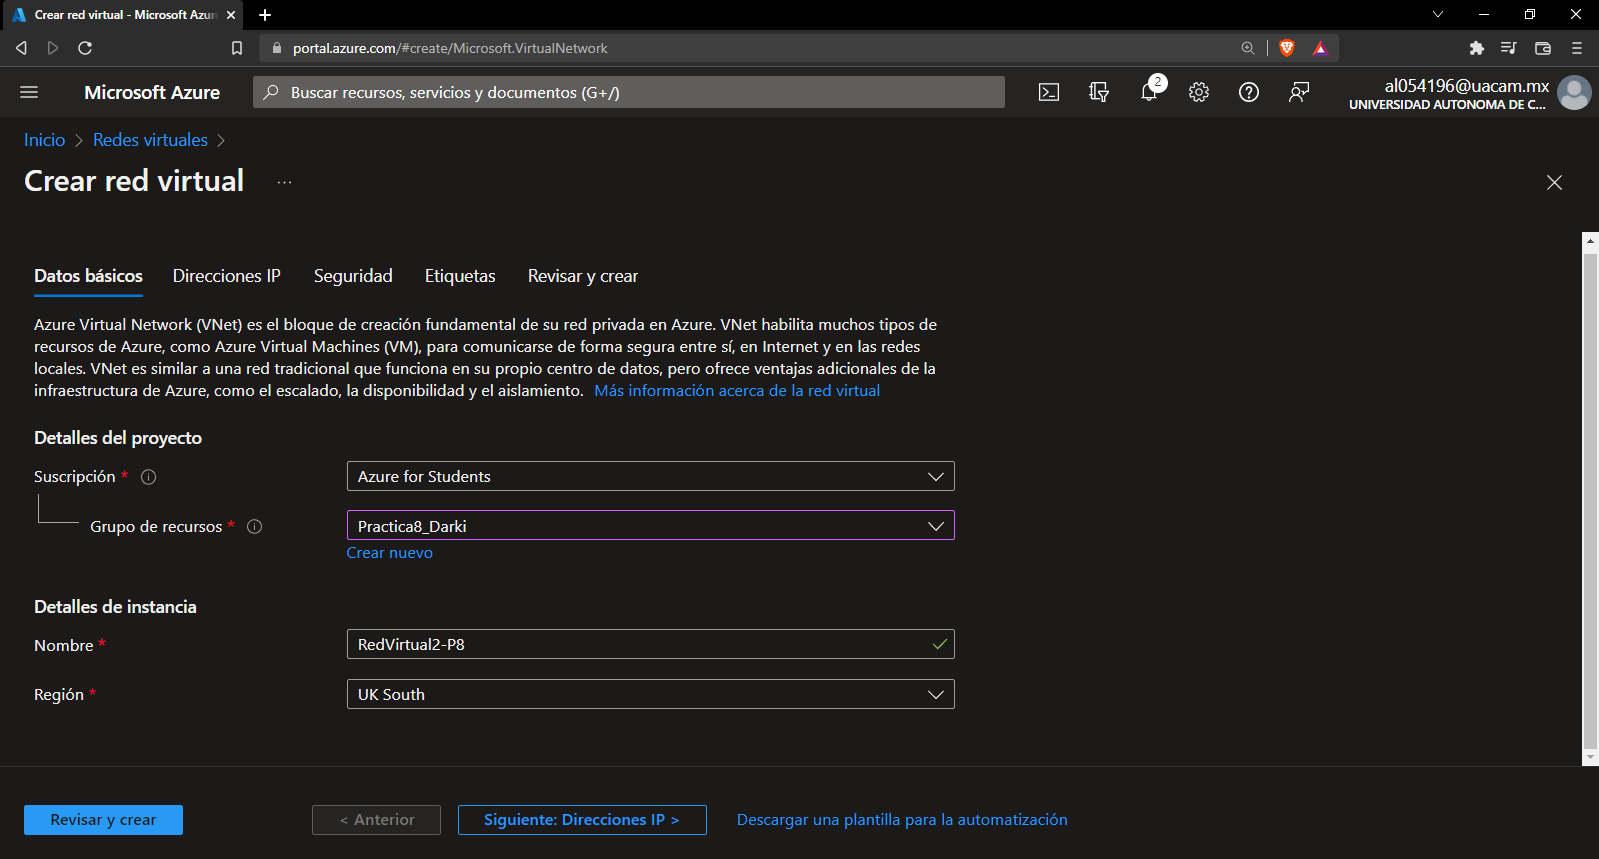 Crear red virtual - Microsoft Azur
portal.azure.com/#create/Microsoft.VirtualNetwork
Microsoft Azure
Buscar recursos, servicios y documentos (G+/)
2
al054196@uacam.mx
UNIVERSIDAD AUTONOMA DE C...
Inicio > Redes virtuales >
Crear red virtual ...
Datos básicos Direcciones IP Seguridad Etiquetas Revisar y crear
Azure Virtual Network (VNet) es el bloque de creación fundamental de su red privada en Azure. VNet habilita muchos tipos de
recursos de Azure, como Azure Virtual Machines (VM), para comunicarse de forma segura entre sí, en Internet y en las redes
locales. VNet es similar a una red tradicional que funciona en su propio centro de datos, pero ofrece ventajas adicionales de la
infraestructura de Azure, como el escalado, la disponibilidad y el aislamiento. Más información acerca de la red virtual
Detalles del proyecto
Suscripción * Azure for Students
Grupo de recursos * Practica8_Darki
Crear nuevo
Detalles de instancia
Nombre * RedVirtual2-P8
Región * UK South
Revisar y crear < Anterior Siguiente: Direcciones IP > Descargar una plantilla para la automatización